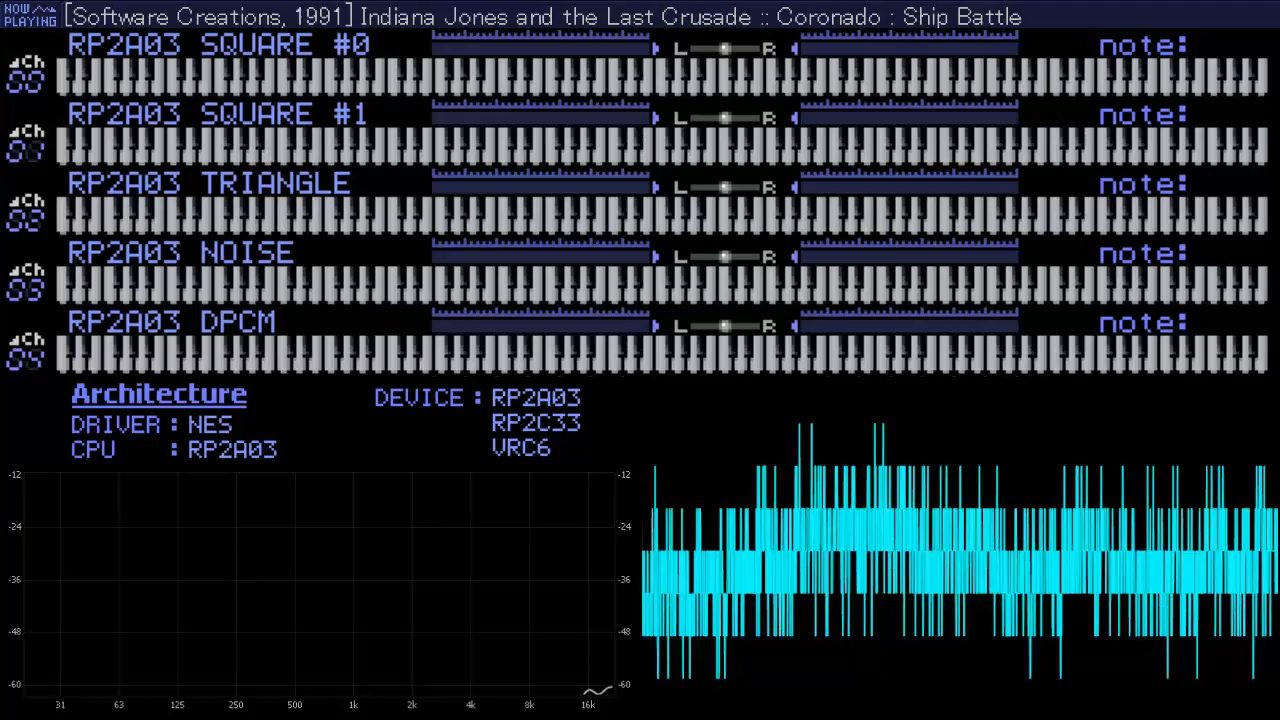 NOW PLAYING [Software Creations, 1991] Indiana Jones and the Last Crusade :: Coronado : Ship Battle
RP2A03 SQUARE #0 L R note:
Ch 00
RP2A03 SQUARE #1 L R note:
Ch 01
RP2A03 TRIANGLE L R note:
Ch 02
RP2A03 NOISE L R note:
Ch 03
RP2A03 DPCM L R note:
Ch 04
Architecture
DRIVER : NES
CPU : RP2A03
DEVICE : RP2A03
RP2C33
VRC6
-12 -12
-24 -24
-36 -36
-48 -48
-60 -60
31 63 125 250 500 1k 2k 4k 8k 16k